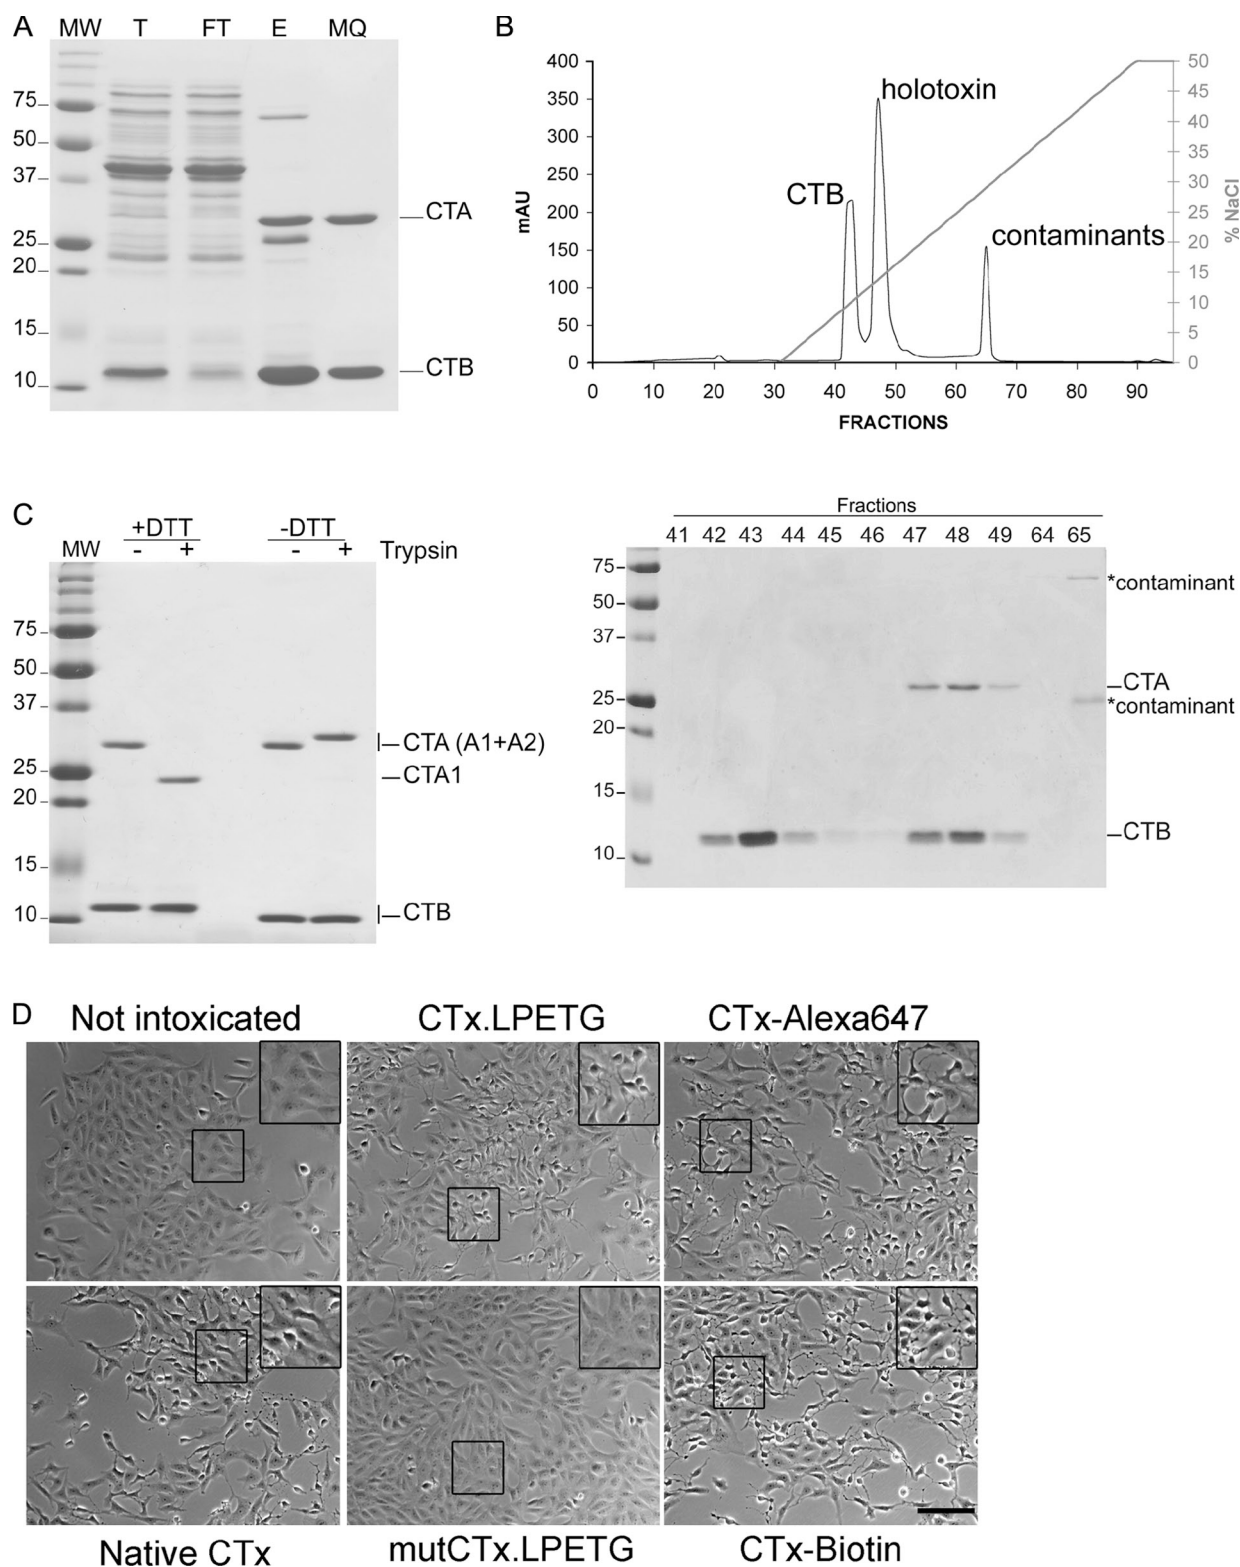 A
MW T FT E MQ
75
50
37
25
20
15
10
CTA
CTB
B
400
350
300
250
200
150
100
50
0
mAU
0 10 20 30 40 50 60 70 80 90
FRACTIONS
50
45
40
35
30
25
20
15
10
5
0
% NaCl
CTB
holotoxin
contaminants
Fractions
41 42 43 44 45 46 47 48 49 64 65
75
50
37
25
20
15
10
*contaminant
CTA
*contaminant
CTB
C
+DTT -DTT
MW - + - + Trypsin
75
50
37
25
20
15
10
CTA (A1+A2)
CTA1
CTB
D
Not intoxicated CTx.LPETG CTx-Alexa647
Native CTx mutCTx.LPETG CTx-Biotin